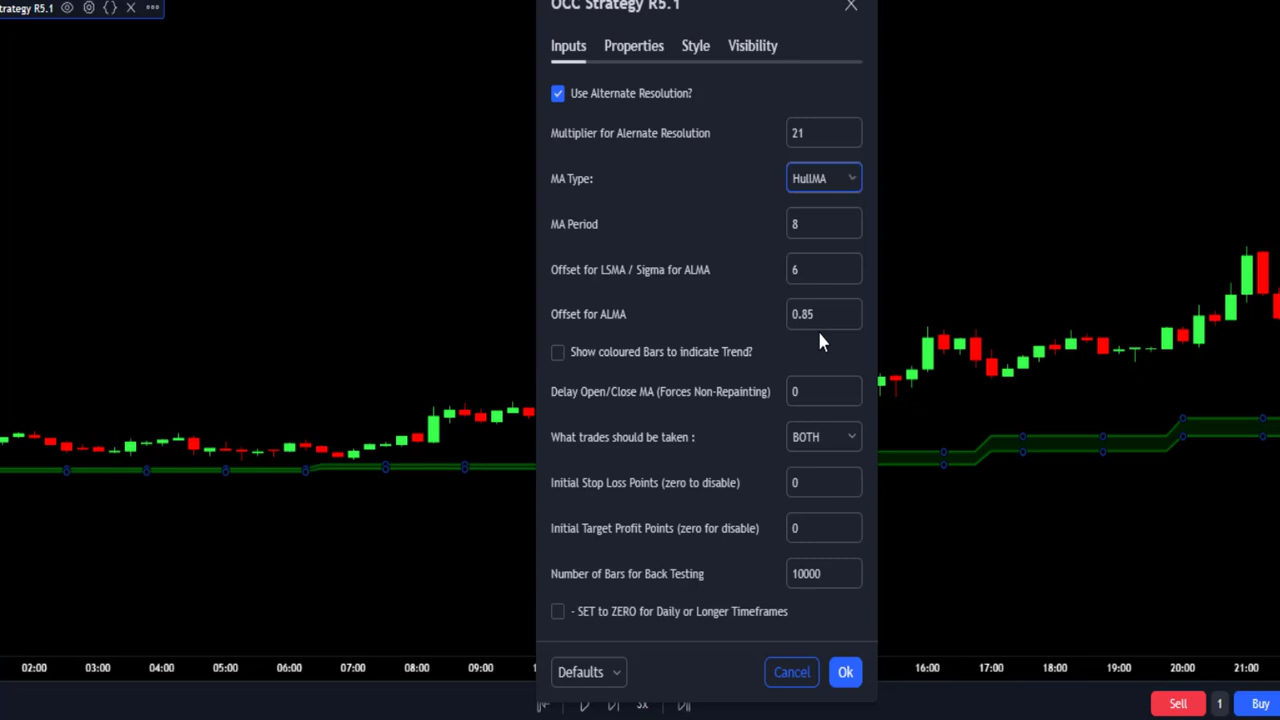 trategy R5.1
OCC Strategy R5.1
Inputs Properties Style Visibility
Use Alternate Resolution?
Multiplier for Alernate Resolution 21
MA Type: HullMA
MA Period 8
Offset for LSMA / Sigma for ALMA 6
Offset for ALMA 0.85
Show coloured Bars to indicate Trend?
Delay Open/Close MA (Forces Non-Repainting) 0
What trades should be taken : BOTH
Initial Stop Loss Points (zero to disable) 0
Initial Target Profit Points (zero for disable) 0
Number of Bars for Back Testing 10000
- SET to ZERO for Daily or Longer Timeframes
02:00 03:00 04:00 05:00 06:00 07:00 08:00 09:00 16:00 17:00 18:00 19:00 20:00 21:00
Defaults Cancel Ok
Sell 1 Buy